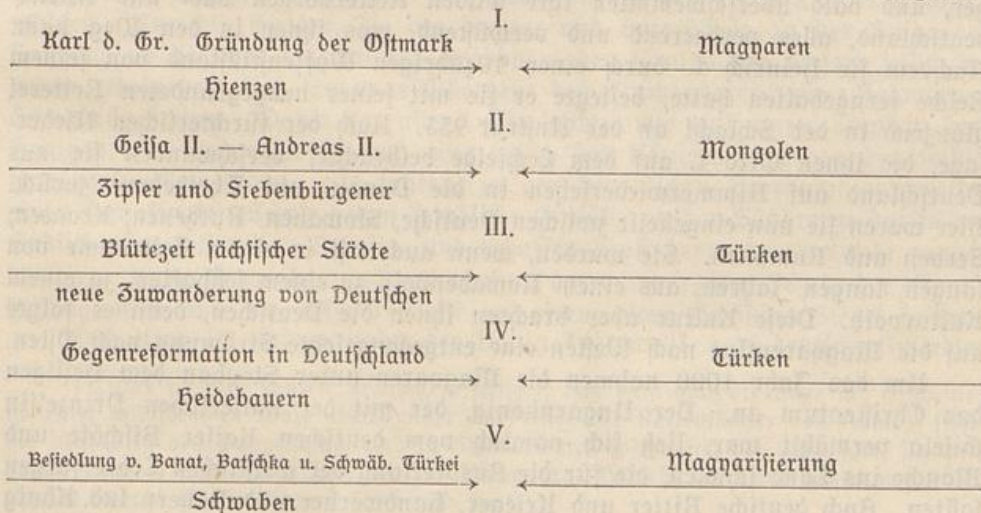 I.
Karl d. Gr. Gründung der Ostmark
Magyaren
Hienzen
II.
Geisa II. — Andreas II.
Mongolen
Zipser und Siebenbürgener
III.
Blütezeit sächsischer Städte
Türken
neue Zuwanderung von Deutschen
IV.
Gegenreformation in Deutschland
Türken
Heidebauern
V.
Besiedlung v. Banat, Batschka u. Schwäb. Türkei
Magyarisierung
Schwaben